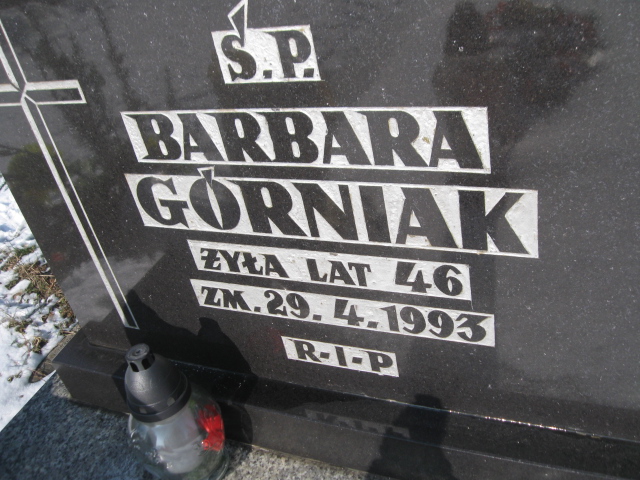 Ś.P.
BARBARA
GÓRNIAK
ŻYŁA LAT 46
ZM. 29. 4. 1993
R-I-P